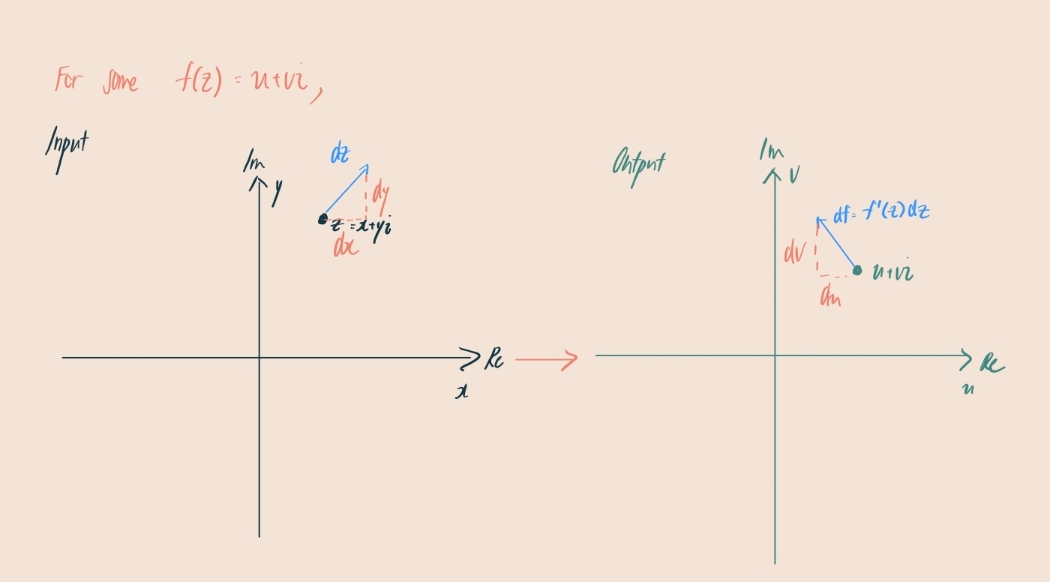 For some f(z) = u+vi,
Input
Im
y
dz
dy
z = x+yi
dx
Re
x
Output
Im
v
df = f'(z)dz
dv
u+vi
du
Re
u